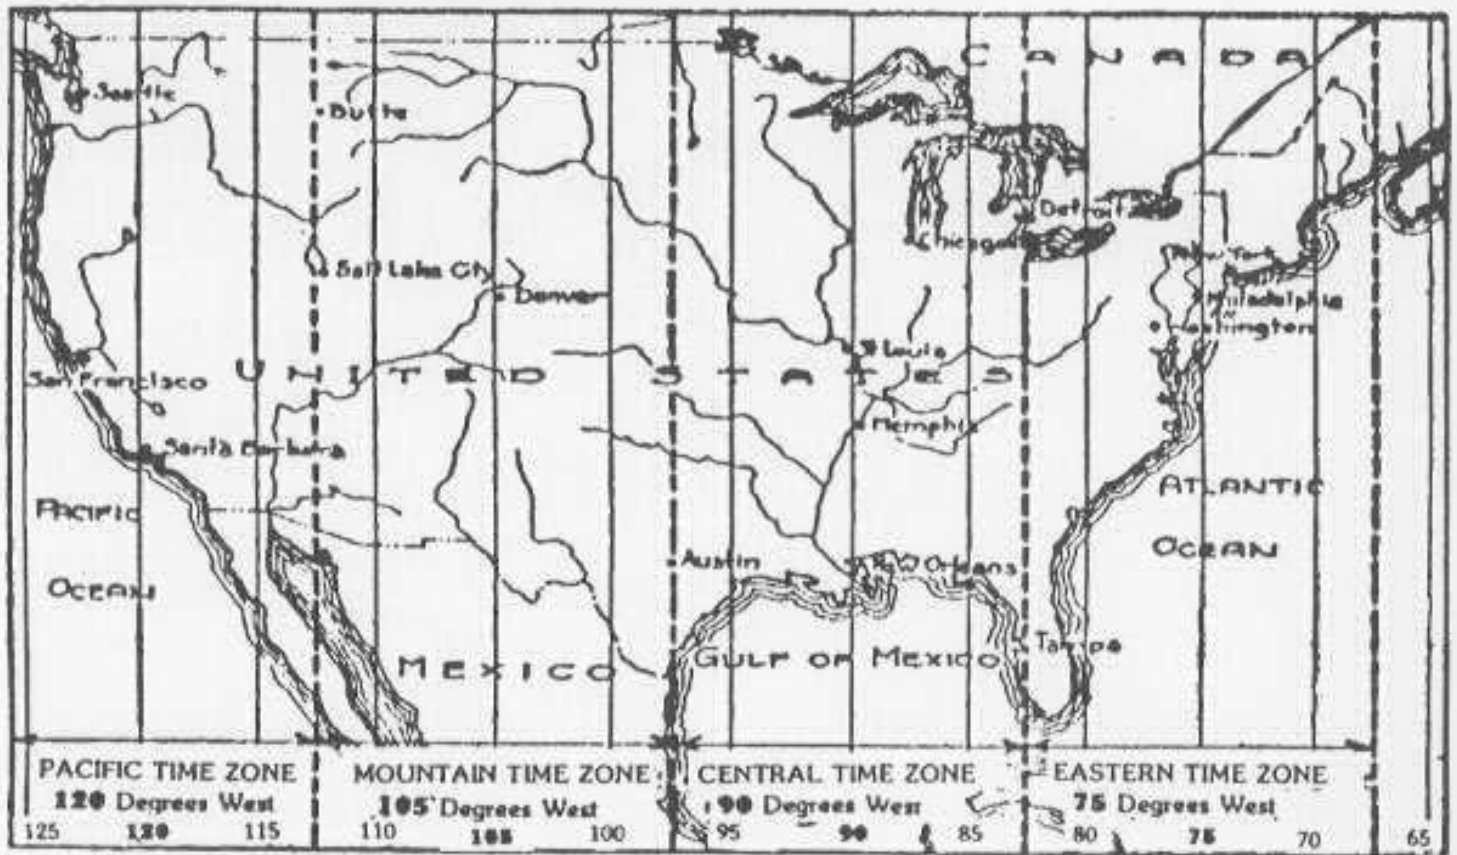 CANADA
Seattle
Butte
Detroit
Chicago
New York
Salt Lake City
Denver
Philadelphia
Washington
St Louis
San Francisco
UNITED STATES
Memphis
Santa Barbara
ATLANTIC
PACIFIC
OCEAN
Austin
Orleans
OCEAN
Tampa
MEXICO
GULF OF MEXICO
PACIFIC TIME ZONE
MOUNTAIN TIME ZONE
CENTRAL TIME ZONE
EASTERN TIME ZONE
120 Degrees West
105 Degrees West
90 Degrees West
75 Degrees West
125 120 115 110 105 100 95 90 85 80 75 70 65